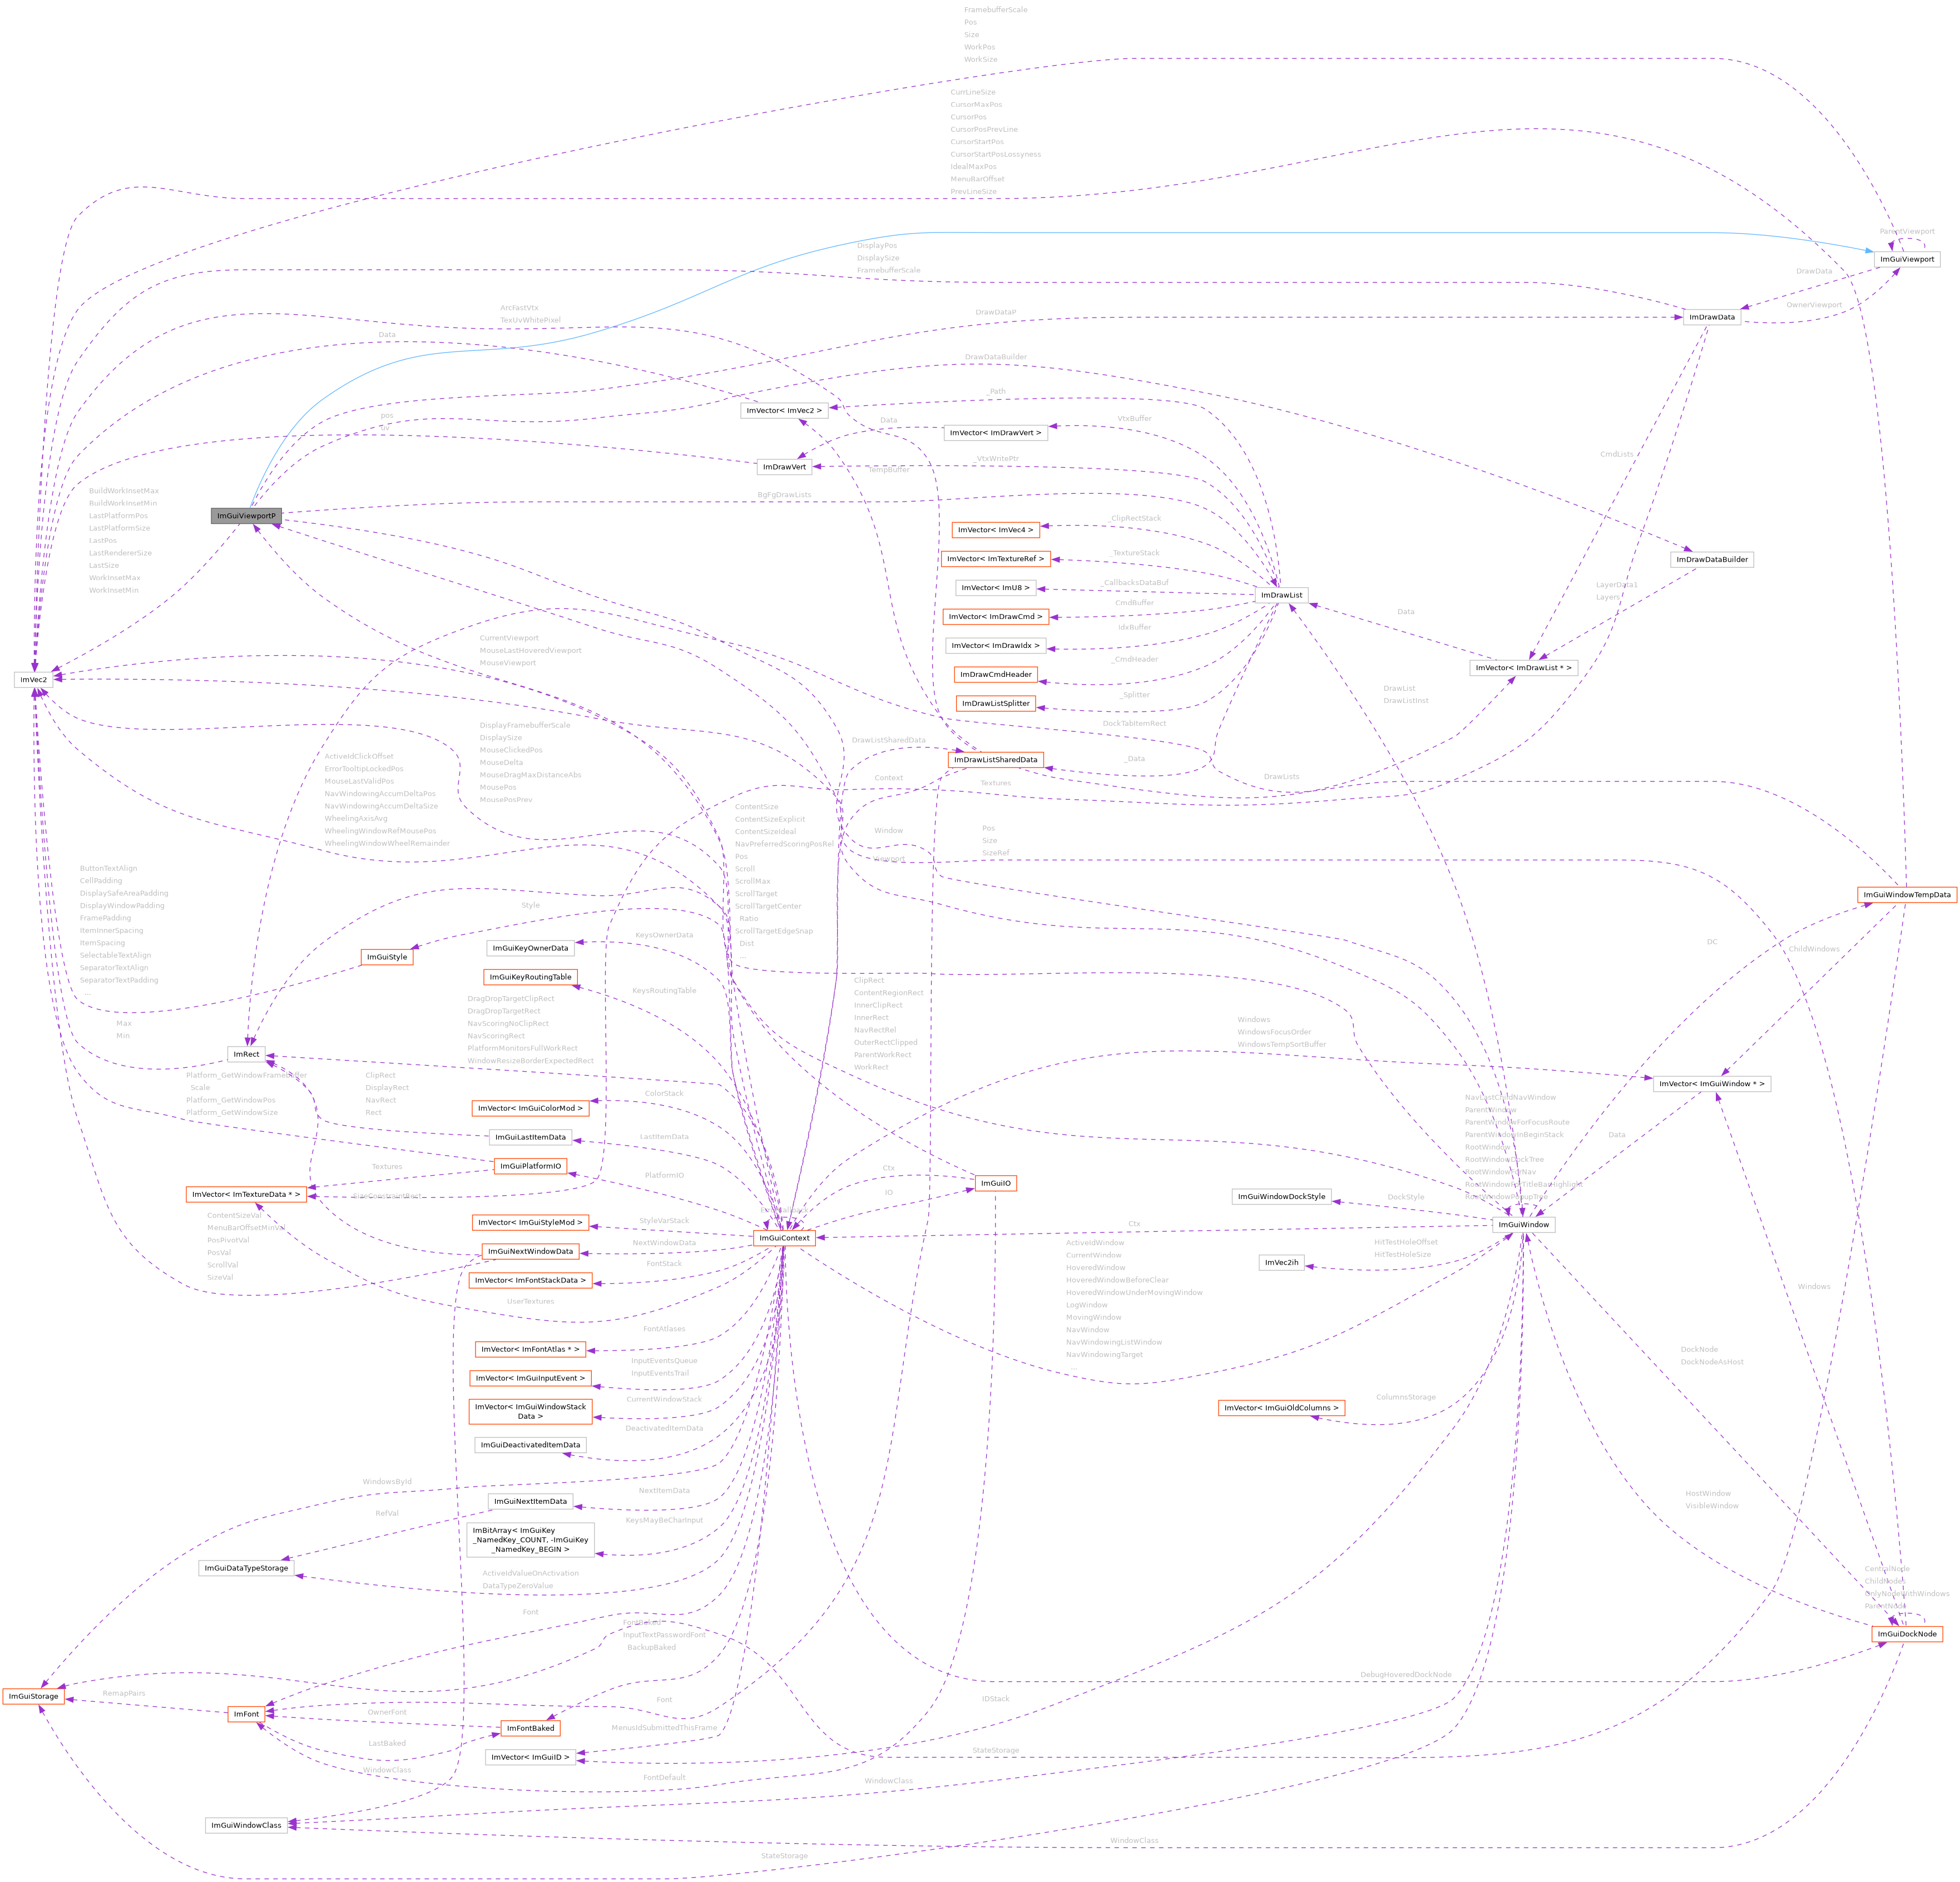 FramebufferScale
Pos
Size
WorkPos
WorkSize
CurrLineSize
CursorMaxPos
CursorPos
CursorPosPrevLine
CursorStartPos
CursorStartPosLossyness
IdealMaxPos
MenuBarOffset
PrevLineSize
ParentViewport
ImGuiViewport
DisplayPos
DisplaySize
FramebufferScale
DrawData
OwnerViewport
ImDrawData
ArcFastVtx
TexUvWhitePixel
DrawDataP
Data
DrawDataBuilder
_Path
ImVector< ImVec2 >
pos
uv
Data
VtxBuffer
ImVector< ImDrawVert >
CmdLists
_VtxWritePtr
ImDrawVert
TempBuffer
BuildWorkInsetMax
BuildWorkInsetMin
LastPlatformPos
LastPlatformSize
LastPos
LastRendererSize
LastSize
WorkInsetMax
WorkInsetMin
BgFgDrawLists
ImGuiViewportP
_ClipRectStack
ImVector< ImVec4 >
_TextureStack
ImVector< ImTextureRef >
ImDrawDataBuilder
_CallbacksDataBuf
ImVector< ImU8 >
ImDrawList
LayerData1
Layers
CmdBuffer
ImVector< ImDrawCmd >
Data
IdxBuffer
ImVector< ImDrawIdx >
CurrentViewport
MouseLastHoveredViewport
MouseViewport
_CmdHeader
ImDrawCmdHeader
ImVector< ImDrawList * >
ImVec2
_Splitter
ImDrawListSplitter
DrawList
DrawListInst
DockTabItemRect
DisplayFramebufferScale
DisplaySize
MouseClickedPos
MouseDelta
MouseDragMaxDistanceAbs
MousePos
MousePosPrev
DrawListSharedData
ImDrawListSharedData
_Data
ActiveIdClickOffset
ErrorTooltipLockedPos
MouseLastValidPos
NavWindowingAccumDeltaPos
NavWindowingAccumDeltaSize
WheelingAxisAvg
WheelingWindowRefMousePos
WheelingWindowWheelRemainder
Context
Textures
DrawLists
ContentSize
ContentSizeExplicit
ContentSizeIdeal
NavPreferredScoringPosRel
Pos
Scroll
ScrollMax
ScrollTarget
ScrollTargetCenter
Ratio
ScrollTargetEdgeSnap
Dist
...
Window
Viewport
Pos
Size
SizeRef
ButtonTextAlign
CellPadding
DisplaySafeAreaPadding
DisplayWindowPadding
FramePadding
ItemInnerSpacing
ItemSpacing
SelectableTextAlign
SeparatorTextAlign
SeparatorTextPadding
...
ImGuiWindowTempData
Style
ImGuiStyle
KeysOwnerData
ImGuiKeyOwnerData
DC
ChildWindows
ImGuiKeyRoutingTable
KeysRoutingTable
DragDropTargetClipRect
DragDropTargetRect
NavScoringNoClipRect
NavScoringRect
PlatformMonitorsFullWorkRect
WindowResizeBorderExpectedRect
ClipRect
ContentRegionRect
InnerClipRect
InnerRect
NavRectRel
OuterRectClipped
ParentWorkRect
WorkRect
Windows
WindowsFocusOrder
WindowsTempSortBuffer
Max
Min
ImRect
Platform_GetWindowFramebuffer
Scale
Platform_GetWindowPos
Platform_GetWindowSize
ClipRect
DisplayRect
NavRect
Rect
ImVector< ImGuiWindow * >
ColorStack
ImVector< ImGuiColorMod >
NavLastChildNavWindow
ParentWindow
ParentWindowForFocusRoute
ParentWindowInBeginStack
RootWindow
RootWindowDockTree
RootWindowForNav
RootWindowForTitleBarHighlight
RootWindowPopupTree
Data
LastItemData
ImGuiLastItemData
Textures
ImGuiPlatformIO
PlatformIO
Ctx
IO
ImGuiIO
ImVector< ImTextureData * >
SizeConstraintRect
ImGuiWindowDockStyle
DockStyle
ContentSizeVal
MenuBarOffsetMinVal
PosPivotVal
PosVal
ScrollVal
SizeVal
ImVector< ImGuiStyleMod >
StyleVarStack
ImGuiContext
Ctx
ImGuiWindow
NextWindowData
ImGuiNextWindowData
ActiveIdWindow
CurrentWindow
HoveredWindow
HoveredWindowBeforeClear
HoveredWindowUnderMovingWindow
LogWindow
MovingWindow
NavWindow
NavWindowingListWindow
NavWindowingTarget
...
HitTestHoleOffset
HitTestHoleSize
ImVec2ih
FontStack
ImVector< ImFontStackData >
Windows
UserTextures
FontAtlases
ImVector< ImFontAtlas * >
DockNode
DockNodeAsHost
InputEventsQueue
InputEventsTrail
ImVector< ImGuiInputEvent >
CurrentWindowStack
ImVector< ImGuiWindowStack
Data >
ColumnsStorage
ImVector< ImGuiOldColumns >
DeactivatedItemData
ImGuiDeactivatedItemData
WindowsById
NextItemData
ImGuiNextItemData
HostWindow
VisibleWindow
RefVal
KeysMayBeCharInput
ImBitArray< ImGuiKey
_NamedKey_COUNT, -ImGuiKey
_NamedKey_BEGIN >
ImGuiDataTypeStorage
ActiveIdValueOnActivation
DataTypeZeroValue
CentralNode
ChildNodes
OnlyNodeWithWindows
ParentNode
Font
FontBaked
InputTextPasswordFont
BackupBaked
ImGuiDockNode
DebugHoveredDockNode
ImGuiStorage
RemapPairs
ImFont
OwnerFont
Font
IDStack
ImFontBaked
MenusIdSubmittedThisFrame
LastBaked
ImVector< ImGuiID >
StateStorage
WindowClass
FontDefault
WindowClass
ImGuiWindowClass
WindowClass
StateStorage